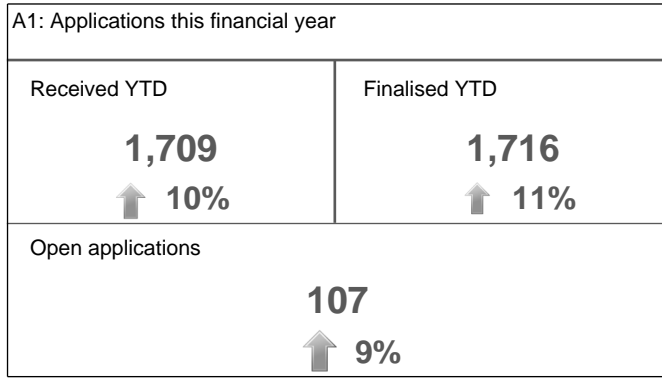 A1: Applications this financial year
Received YTD
1,709
10%
Finalised YTD
1,716
11%
Open applications
107
9%